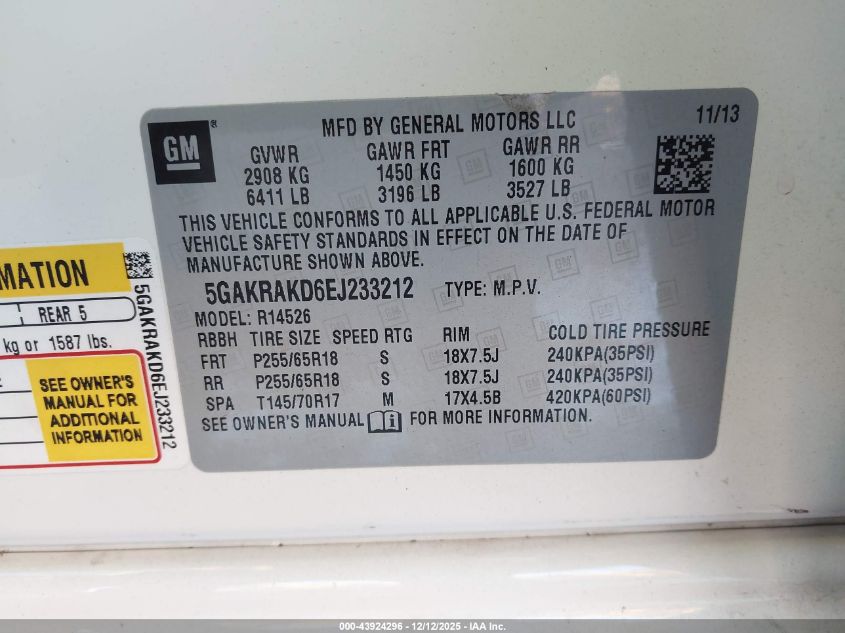 MFD BY GENERAL MOTORS LLC
11/13
GM
®
GVWR GAWR FRT GAWR RR
2908 KG 1450 KG 1600 KG
6411 LB 3196 LB 3527 LB
THIS VEHICLE CONFORMS TO ALL APPLICABLE U.S. FEDERAL MOTOR
VEHICLE SAFETY STANDARDS IN EFFECT ON THE DATE OF
MANUFACTURE SHOWN ABOVE.
5GAKRAKD6EJ233212 TYPE: M.P.V.
MODEL: R14526
RBBH TIRE SIZE SPEED RTG RIM COLD TIRE PRESSURE
FRT P255/65R18 S 18X7.5J 240KPA(35PSI)
RR P255/65R18 S 18X7.5J 240KPA(35PSI)
SPA T145/70R17 M 17X4.5B 420KPA(60PSI)
SEE OWNER'S MANUAL FOR MORE INFORMATION.
REAR 5
kg or 1587 lbs.
SEE OWNER'S
MANUAL FOR
ADDITIONAL
INFORMATION
5GAKRAKD6EJ233212
000-43924296 - 12/12/2025 - IAA Inc.